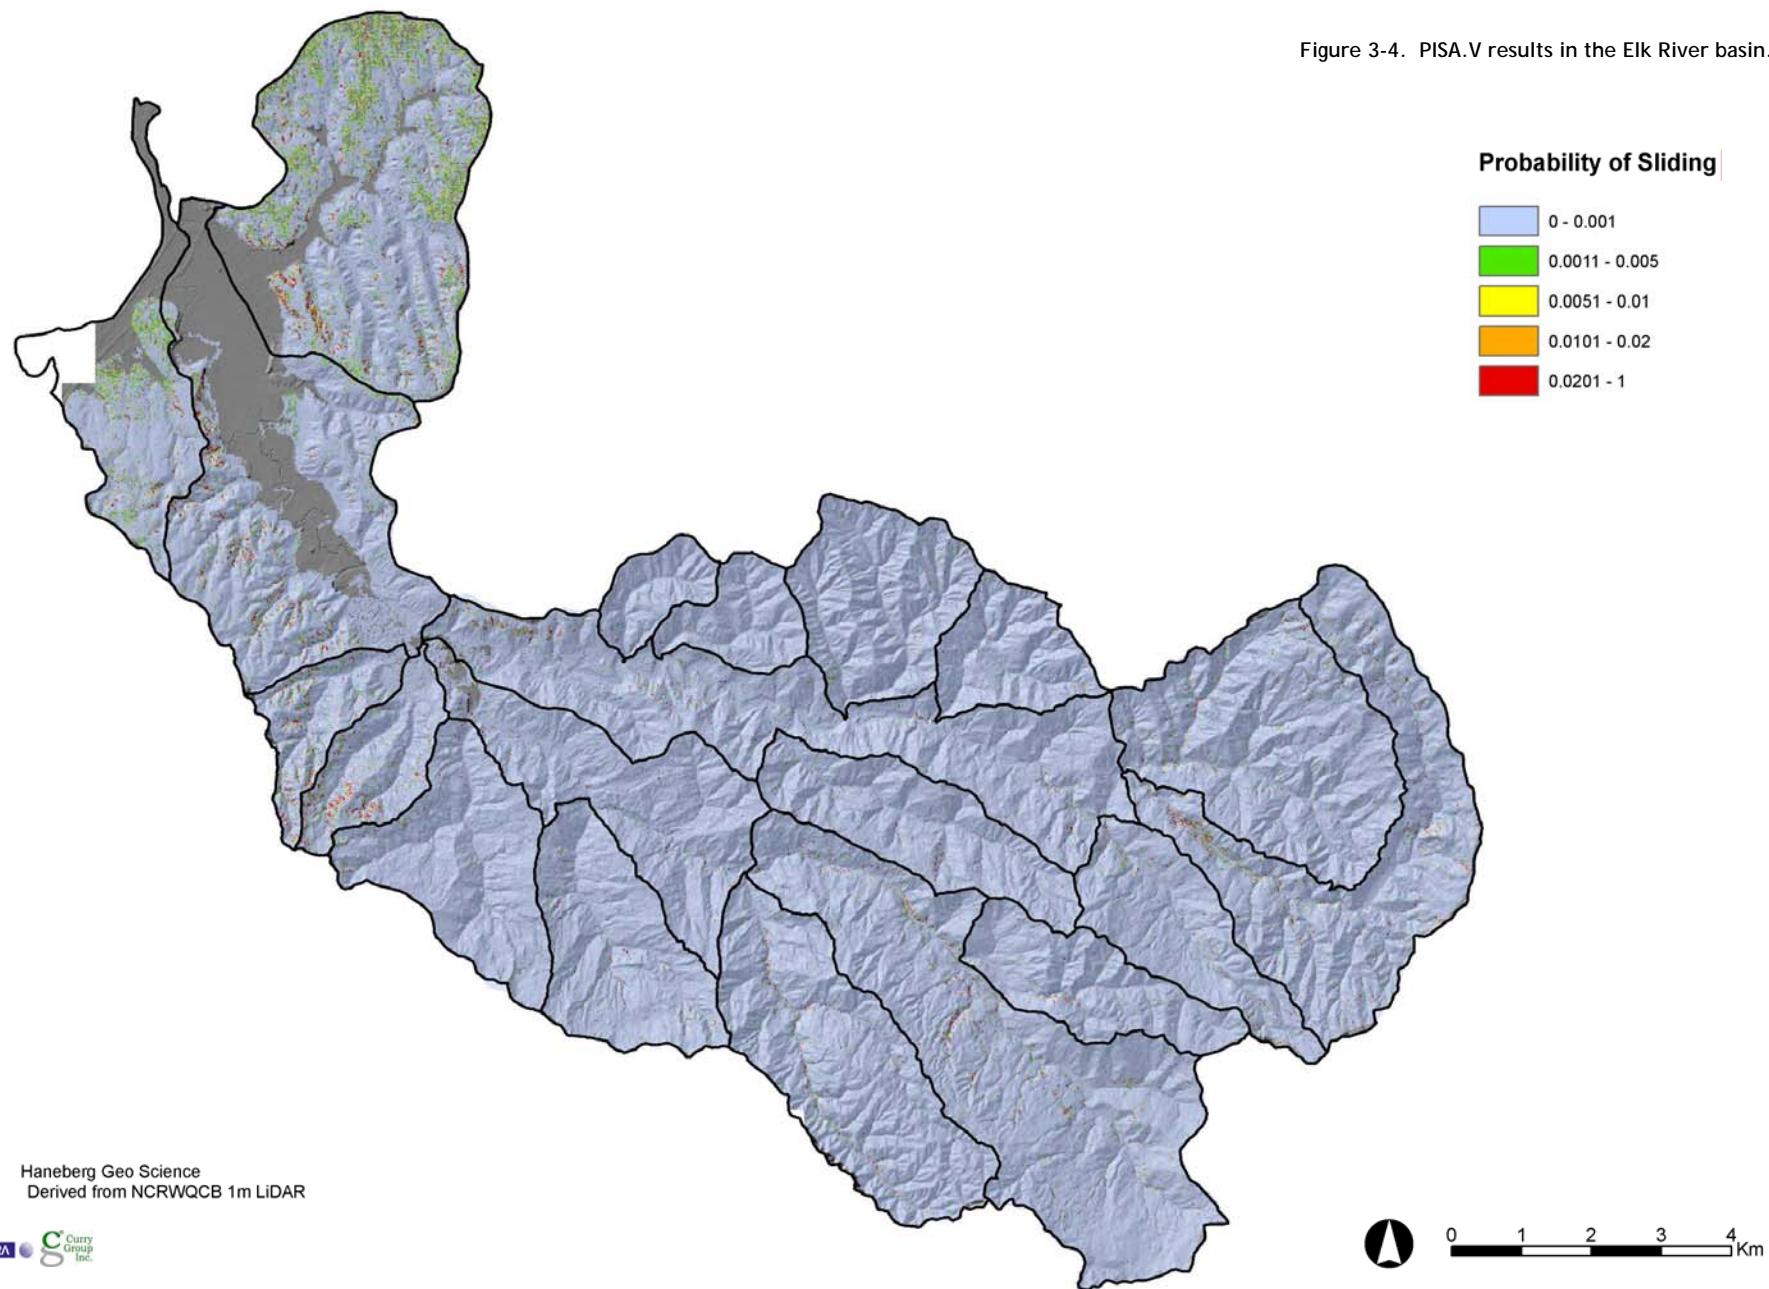 Figure 3-4. PISA.V results in the Elk River basin.
Probability of Sliding
0 - 0.001
0.0011 - 0.005
0.0051 - 0.01
0.0101 - 0.02
0.0201 - 1
Haneberg Geo Science
Derived from NCRWQCB 1m LiDAR
Curry
Group
Inc.
0 1 2 3 4
Km